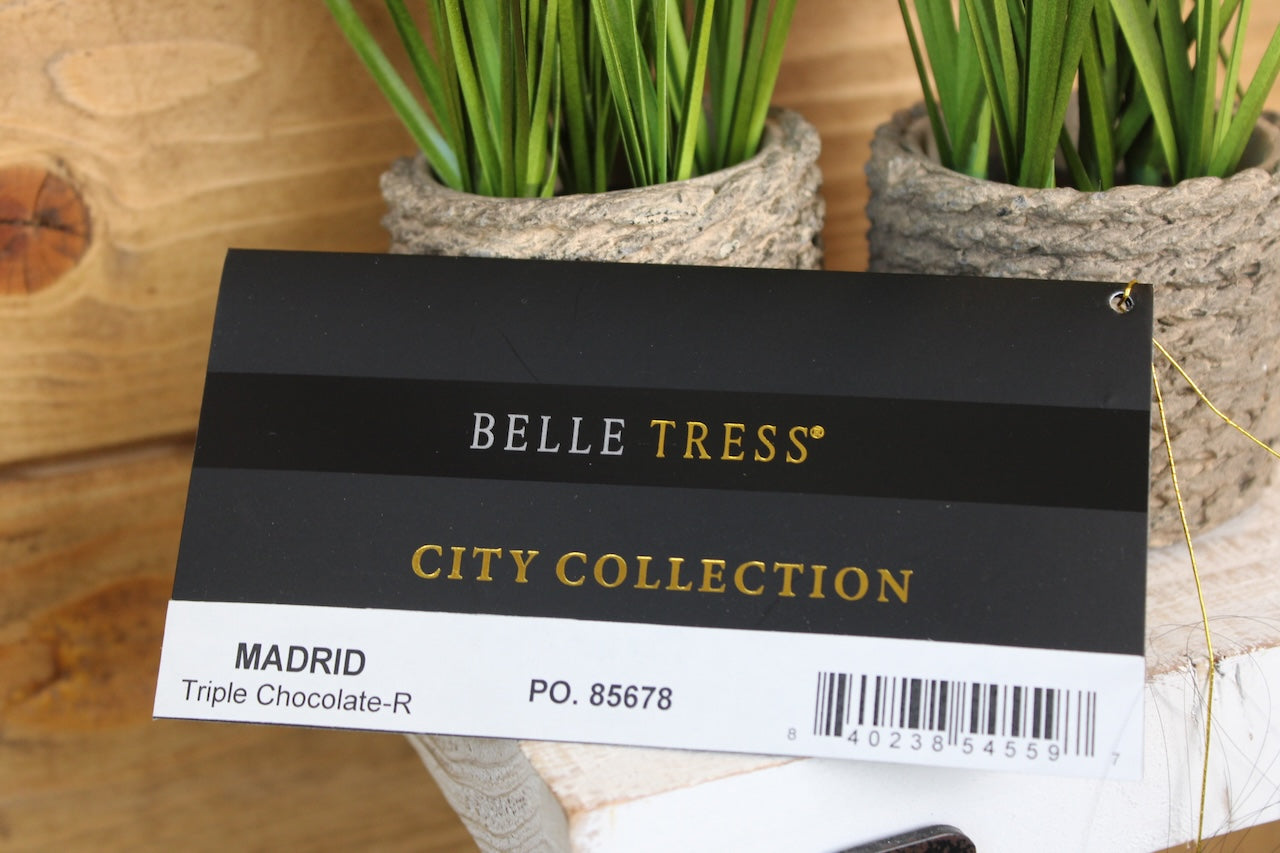 BELLE TRESS®
CITY COLLECTION
MADRID
Triple Chocolate-R
PO. 85678
8 40238 54559 7